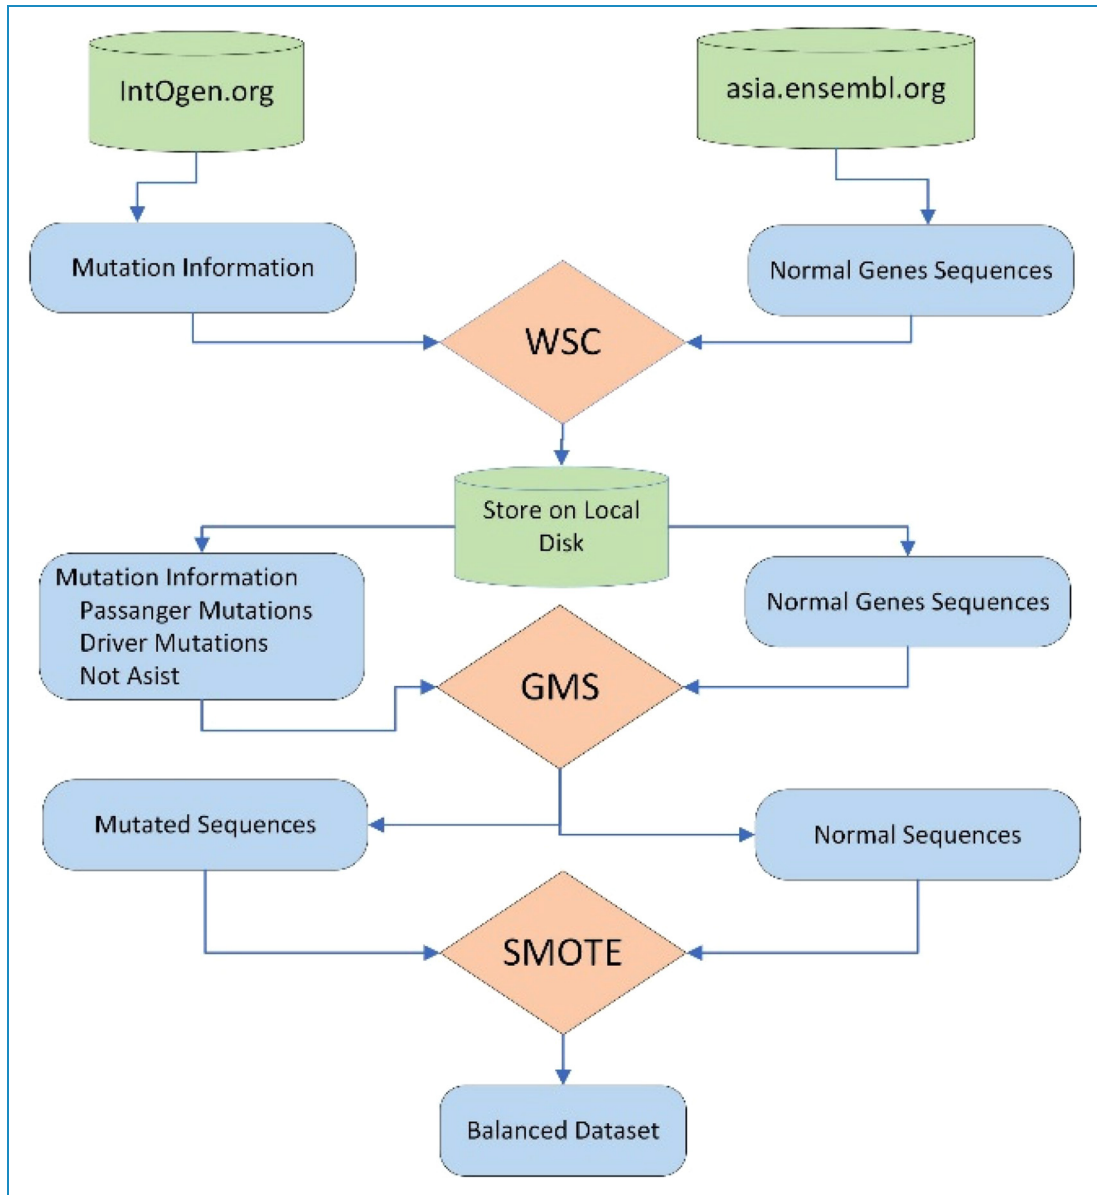 IntOgen.org
asia.ensembl.org
Mutation Information
Normal Genes Sequences
WSC
Store on Local
Disk
Mutation Information
Passanger Mutations
Driver Mutations
Not Asist
Normal Genes Sequences
GMS
Mutated Sequences
Normal Sequences
SMOTE
Balanced Dataset